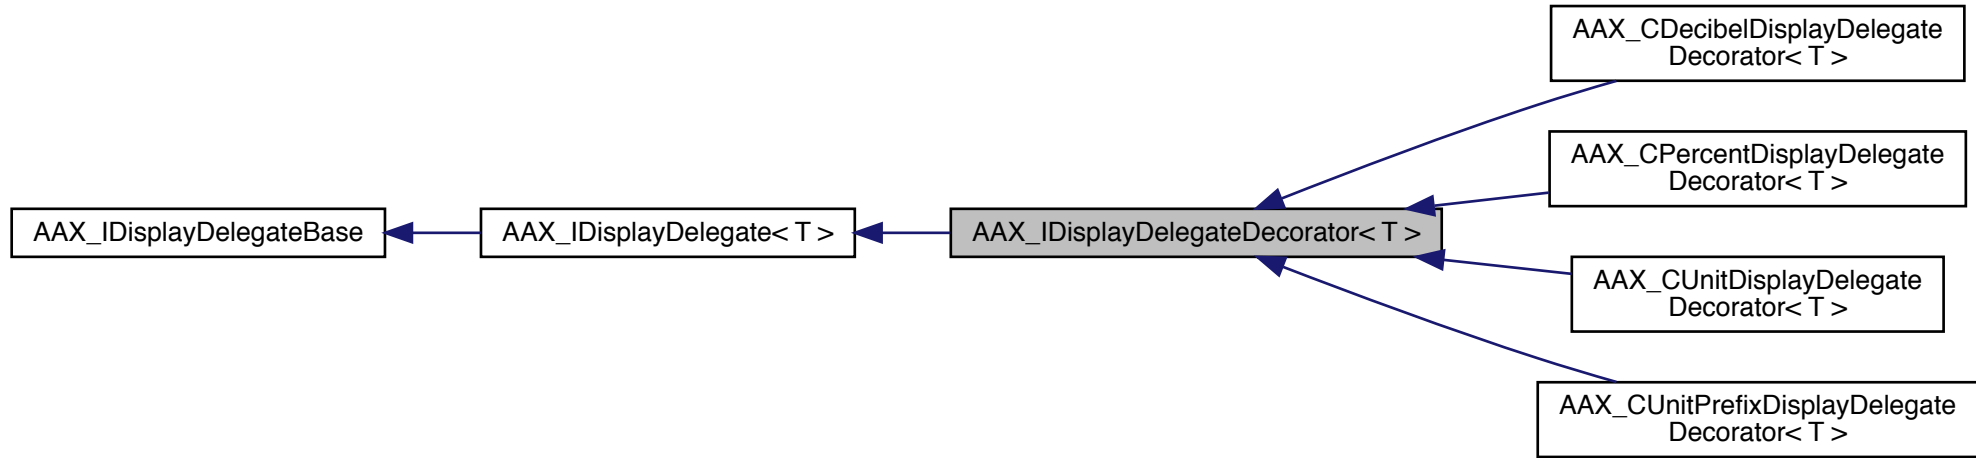 AAX_IDisplayDelegateBase
AAX_IDisplayDelegate< T >
AAX_IDisplayDelegateDecorator< T >
AAX_CDecibelDisplayDelegate
Decorator< T >
AAX_CPercentDisplayDelegate
Decorator< T >
AAX_CUnitDisplayDelegate
Decorator< T >
AAX_CUnitPrefixDisplayDelegate
Decorator< T >